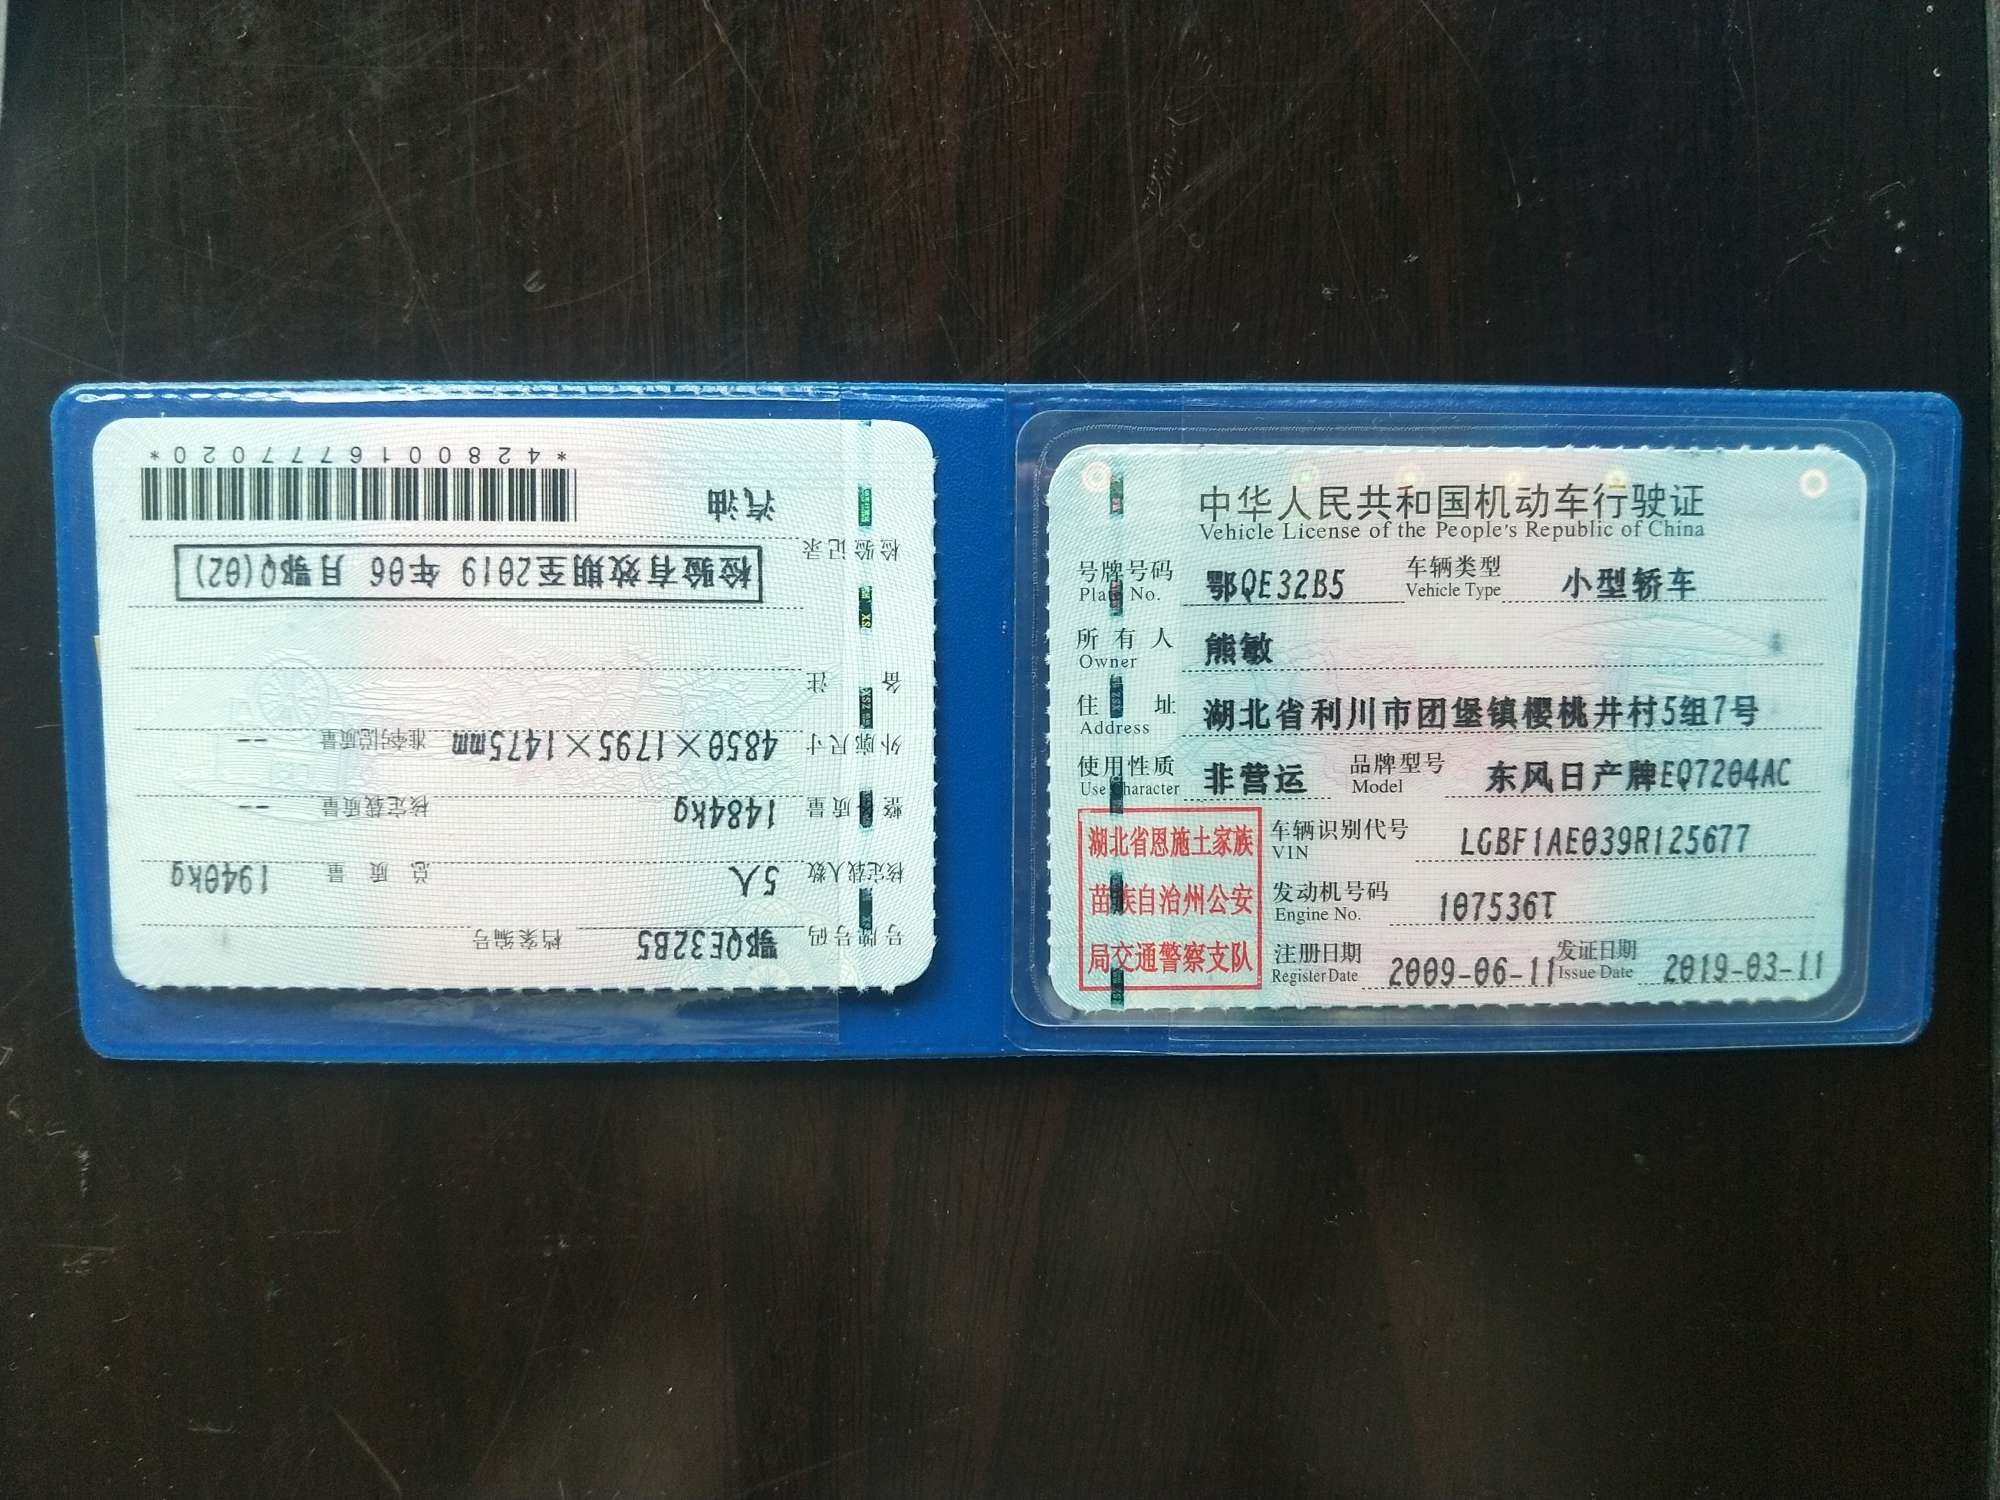 中华人民共和国机动车行驶证
Vehicle License of the People's Republic of China
号牌号码 鄂QE32B5 车辆类型 小型轿车
Plate No. Vehicle Type
所有人 熊敏
Owner
住址 湖北省利川市团堡镇樱桃井村5组7号
Address
使用性质 非营运 品牌型号 东风日产牌EQ7204AC
Use Character Model
湖北省恩施土家族
苗族自治州公安
局交通警察支队
车辆识别代号 LGBF1AE039R125677
VIN
发动机号码 107536T
Engine No.
注册日期 2009-06-11 发证日期 2019-03-11
Register Date Issue Date
号牌号码 鄂QE32B5 档案编号
核定载人数 5人 总质量 1940kg
整备质量 1484kg 核定载质量 --
外廓尺寸 4850×1795×1475mm 准牵引总质量 --
备注
检验记录 检验有效期至2019年06月鄂Q(02)
汽油
*4280016777020*